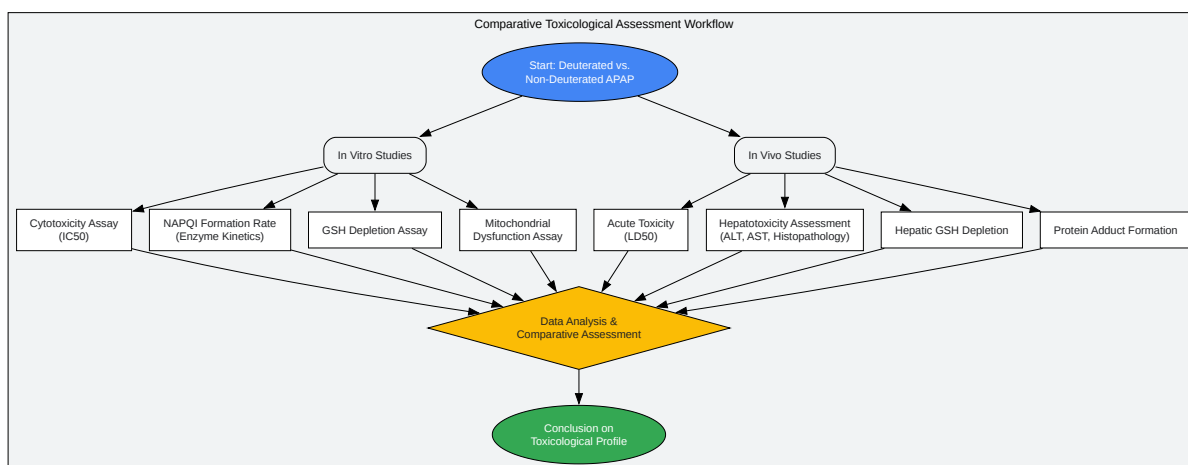 Comparative Toxicological Assessment Workflow
Start: Deuterated vs.
Non-Deuterated APAP
In Vitro Studies
In Vivo Studies
Cytotoxicity Assay
(IC50)
NAPQI Formation Rate
(Enzyme Kinetics)
GSH Depletion Assay
Mitochondrial
Dysfunction Assay
Acute Toxicity
(LD50)
Hepatotoxicity Assessment
(ALT, AST, Histopathology)
Hepatic GSH Depletion
Protein Adduct Formation
Data Analysis &
Comparative Assessment
Conclusion on
Toxicological Profile